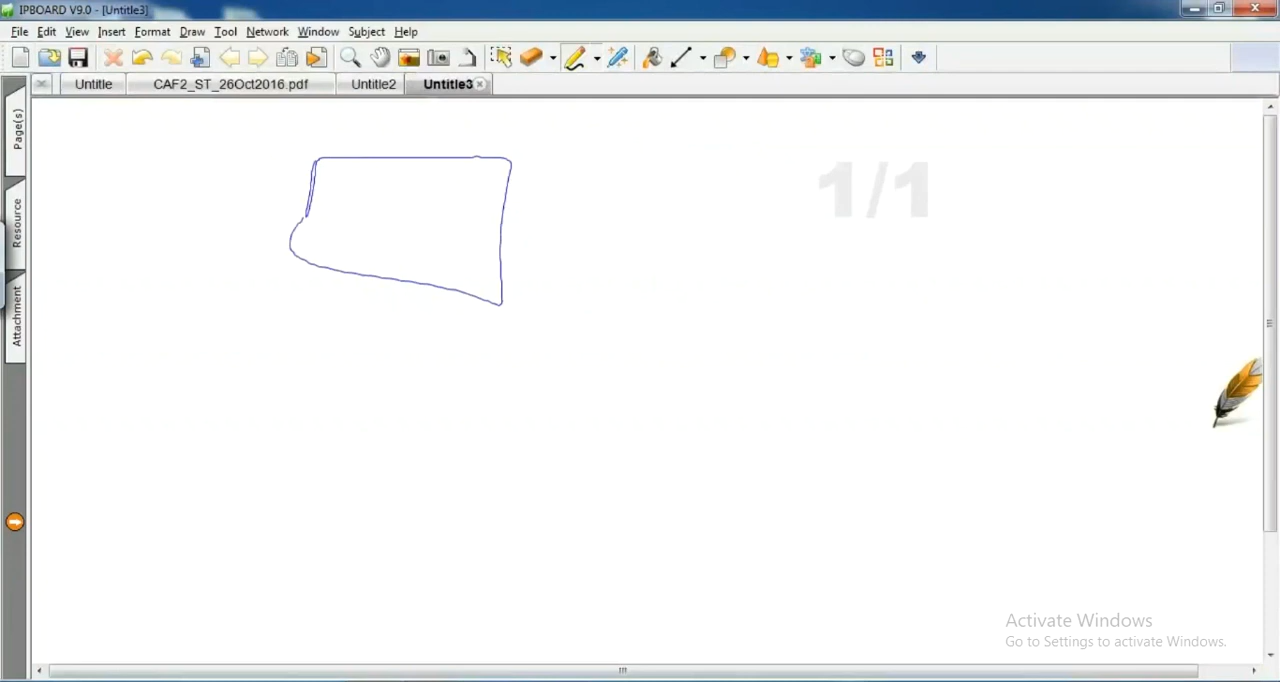 IPBOARD V9.0 - [Untitle3]
File Edit View Insert Format Draw Tool Network Window Subject Help
Untitle CAF2_ST_26Oct2016.pdf Untitle2 Untitle3
Page(s)
Resource
Attachment
1/1
Activate Windows
Go to Settings to activate Windows.